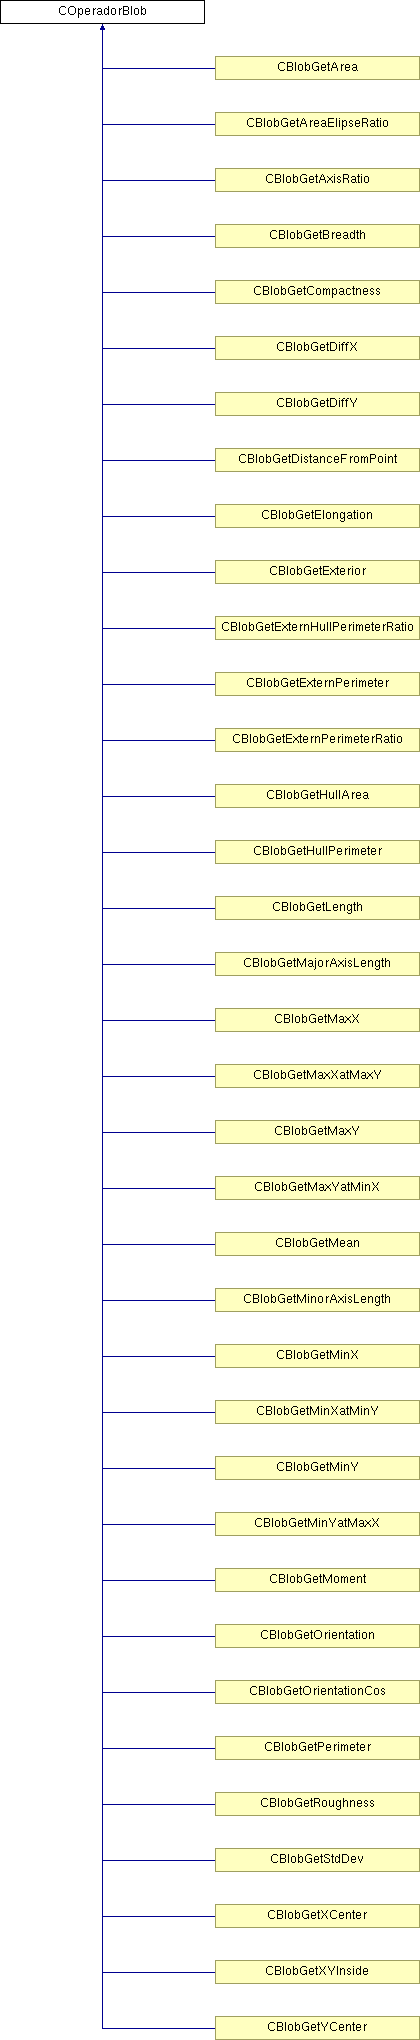 COperadorBlob
CBlobGetArea
CBlobGetAreaElipseRatio
CBlobGetAxisRatio
CBlobGetBreadth
CBlobGetCompactness
CBlobGetDiffX
CBlobGetDiffY
CBlobGetDistanceFromPoint
CBlobGetElongation
CBlobGetExterior
CBlobGetExternHullPerimeterRatio
CBlobGetExternPerimeter
CBlobGetExternPerimeterRatio
CBlobGetHullArea
CBlobGetHullPerimeter
CBlobGetLength
CBlobGetMajorAxisLength
CBlobGetMaxX
CBlobGetMaxXatMaxY
CBlobGetMaxY
CBlobGetMaxYatMinX
CBlobGetMean
CBlobGetMinorAxisLength
CBlobGetMinX
CBlobGetMinXatMinY
CBlobGetMinY
CBlobGetMinYatMaxX
CBlobGetMoment
CBlobGetOrientation
CBlobGetOrientationCos
CBlobGetPerimeter
CBlobGetRoughness
CBlobGetStdDev
CBlobGetXCenter
CBlobGetXYInside
CBlobGetYCenter